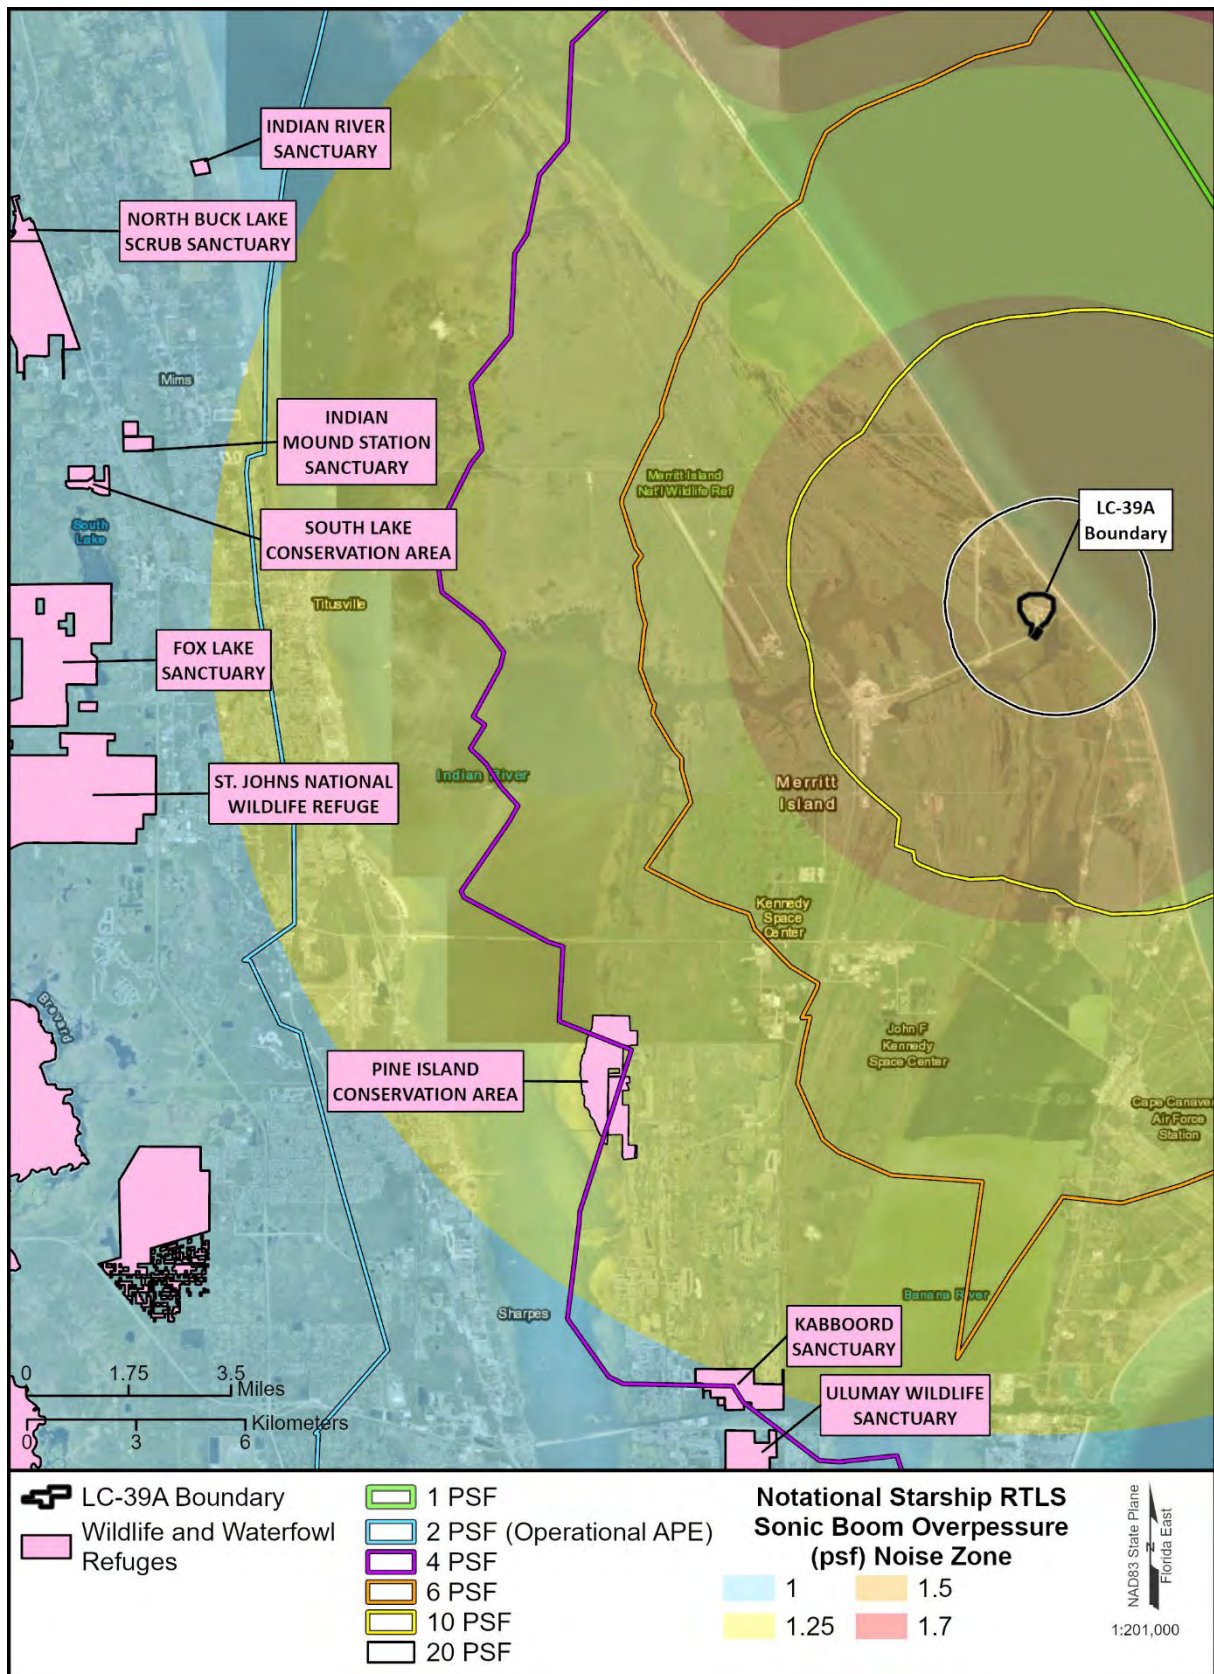 INDIAN RIVER
SANCTUARY
NORTH BUCK LAKE
SCRUB SANCTUARY
Mims
INDIAN
MOUND STATION
SANCTUARY
Merritt Island
Nat'l Wildlife Ref
LC-39A
Boundary
SOUTH LAKE
CONSERVATION AREA
South
Lake
Titusville
FOX LAKE
SANCTUARY
ST. JOHNS NATIONAL
WILDLIFE REFUGE
Indian River
Merritt
Island
Kennedy
Space
Center
Brovard
John F
Kennedy
Space Center
PINE ISLAND
CONSERVATION AREA
Cape Canaver
Air Force
Station
Banana River
Sharpes
KABBOORD
SANCTUARY
ULUMAY WILDLIFE
SANCTUARY
0 1.75 3.5
Miles
Kilometers
0 3 6
LC-39A Boundary
Wildlife and Waterfowl
Refuges
1 PSF
2 PSF (Operational APE)
4 PSF
6 PSF
10 PSF
20 PSF
Notational Starship RTLS
Sonic Boom Overpressure
(psf) Noise Zone
1 1.5
1.25 1.7
NAD83 State Plane
Florida East
N
1:201,000